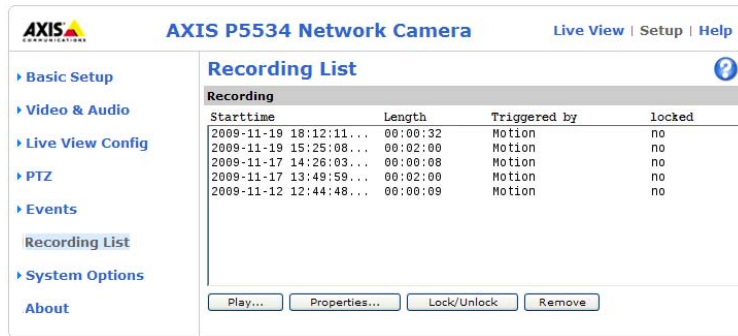 AXIS COMMUNICATIONS
AXIS P5534 Network Camera
Live View | Setup | Help
Basic Setup
Video & Audio
Live View Config
PTZ
Events
Recording List
System Options
About
Recording List
?
Recording
Starttime Length Triggered by locked
2009-11-19 18:12:11... 00:00:32 Motion no
2009-11-19 15:25:08... 00:02:00 Motion no
2009-11-17 14:26:03... 00:00:08 Motion no
2009-11-17 13:49:59... 00:02:00 Motion no
2009-11-12 12:44:48... 00:00:09 Motion no
Play... Properties... Lock/Unlock Remove